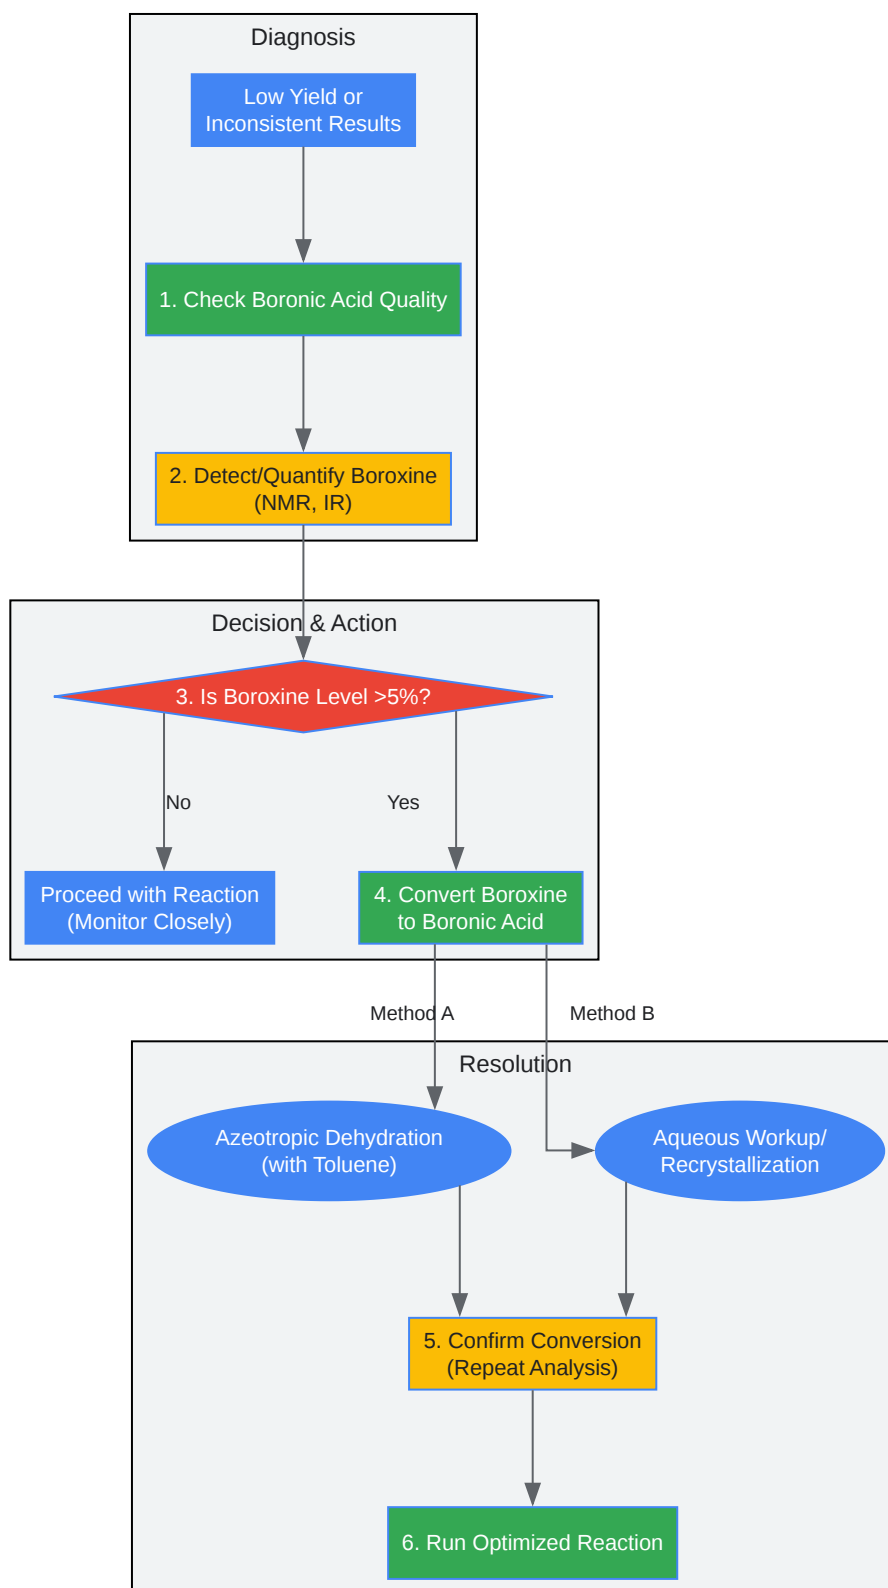 Diagnosis
Low Yield or
Inconsistent Results
1. Check Boronic Acid Quality
2. Detect/Quantify Boroxine
(NMR, IR)
Decision & Action
3. Is Boroxine Level >5%?
No
Yes
Proceed with Reaction
(Monitor Closely)
4. Convert Boroxine
to Boronic Acid
Method A
Method B
Resolution
Azeotropic Dehydration
(with Toluene)
Aqueous Workup/
Recrystallization
5. Confirm Conversion
(Repeat Analysis)
6. Run Optimized Reaction